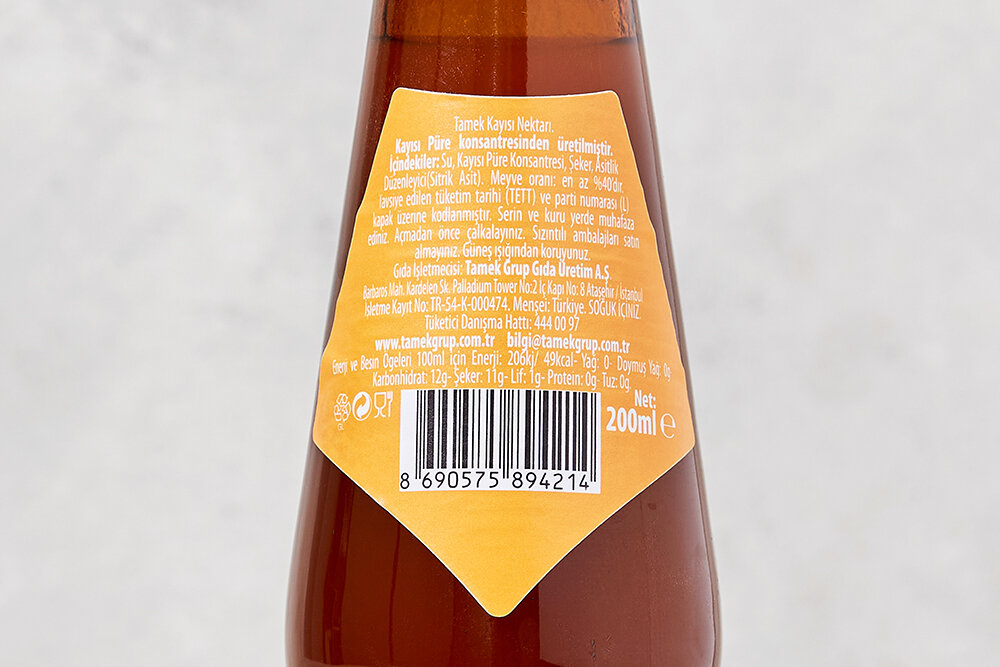 Tamek Kayısı Nektarı.
Kayısı Püre konsantresinden üretilmiştir.
İçindekiler: Su, Kayısı Püre Konsantresi, Şeker, Asitlik
Düzenleyici(Sitrik Asit). Meyve oranı: en az %40'dır.
Tavsiye edilen tüketim tarihi (TETT) ve parti numarası (L)
kapak üzerine kodlanmıştır. Serin ve kuru yerde muhafaza
ediniz. Açmadan önce çalkalayınız. Sızıntılı ambalajları satın
almayınız. Güneş ışığından koruyunuz.
Gıda İşletmecisi: Tamek Grup Gıda Üretim A.Ş.
Barbaros Mah. Kardelen Sk. Palladium Tower No:2 İç Kapı No: 8 Ataşehir / İstanbul
İşletme Kayıt No: TR-54-K-000474. Menşei: Türkiye. SOĞUK İÇİNİZ.
Tüketici Danışma Hattı: 444 00 97
www.tamekgrup.com.tr bilgi@tamekgrup.com.tr
Enerji ve Besin Ögeleri 100ml için Enerji: 206kj/ 49kcal- Yağ: 0- Doymuş Yağ: 0g
Karbonhidrat: 12g- Şeker: 11g- Lif: 1g- Protein: 0g- Tuz: 0g
GL
Net:
200ml ℮
8 690575 894214